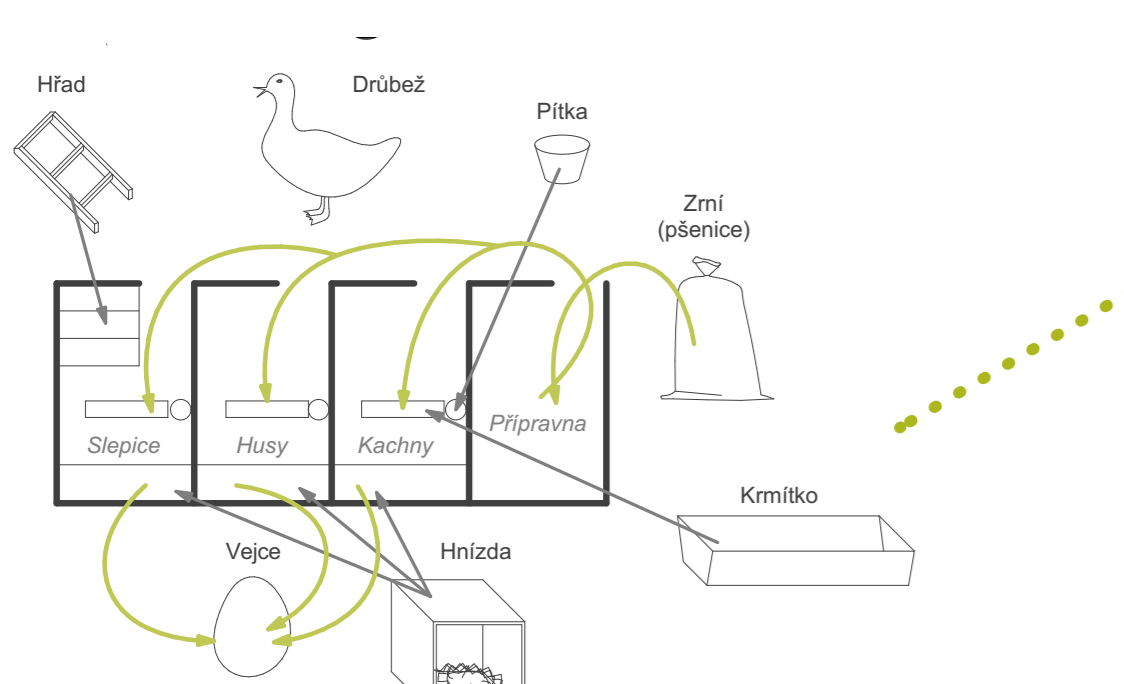 Hřad
Drůbež
Pítka
Zrní
(pšenice)
Přípravna
Slepice
Husy
Kachny
Krmítko
Vejce
Hnízda